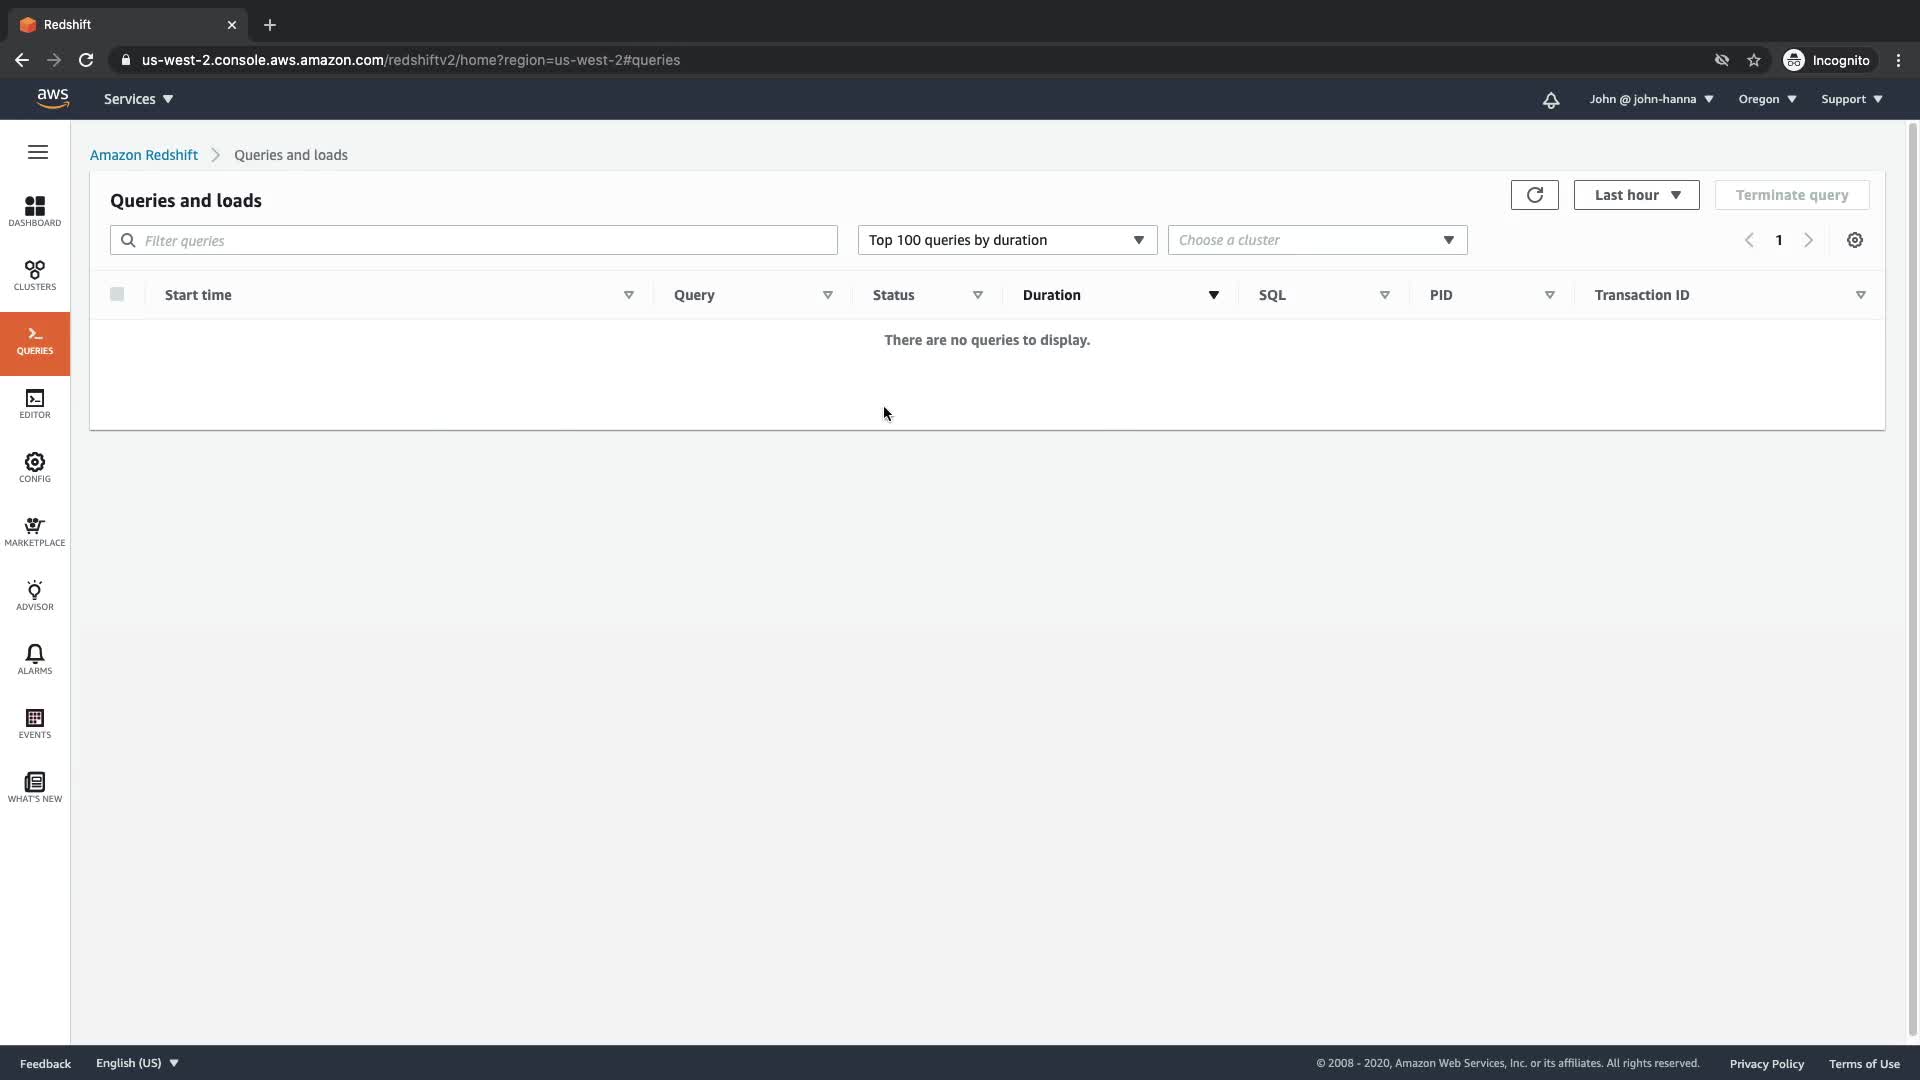 Redshift
us-west-2.console.aws.amazon.com/redshiftv2/home?region=us-west-2#queries
Incognito
aws
Services
John @ john-hanna
Oregon
Support
Amazon Redshift
Queries and loads
Queries and loads
Last hour
Terminate query
Filter queries
Top 100 queries by duration
Choose a cluster
1
Start time
Query
Status
Duration
SQL
PID
Transaction ID
There are no queries to display.
DASHBOARD
CLUSTERS
QUERIES
EDITOR
CONFIG
MARKETPLACE
ADVISOR
ALARMS
EVENTS
WHAT'S NEW
Feedback
English (US)
© 2008 - 2020, Amazon Web Services, Inc. or its affiliates. All rights reserved.
Privacy Policy
Terms of Use